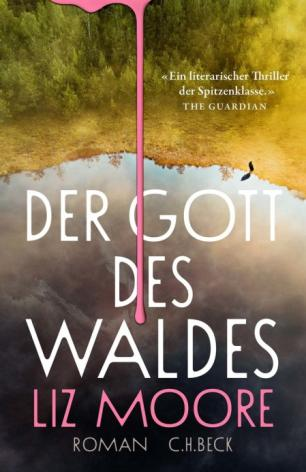 «Ein literarischer Thriller
der Spitzenklasse.»
THE GUARDIAN
DER GOTT
DES
WALDES
LIZ MOORE
ROMAN C.H.BECK